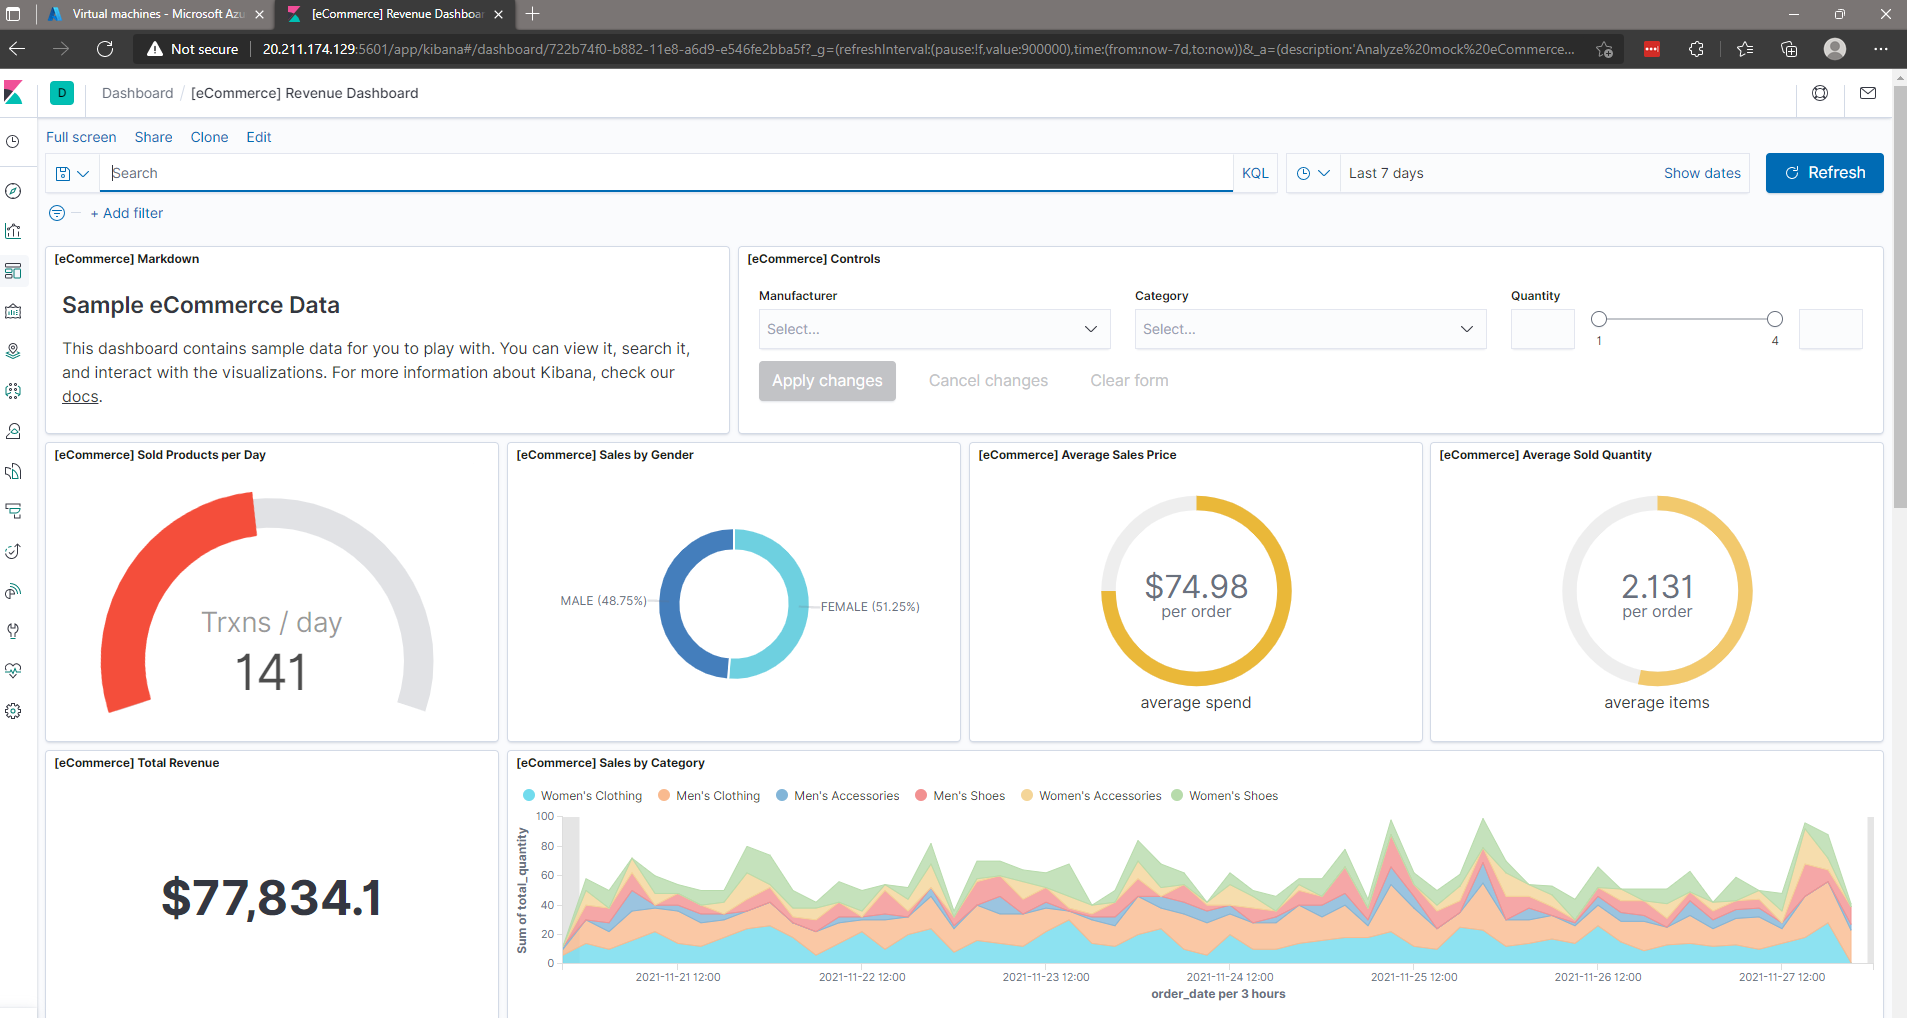 Virtual machines - Microsoft Azu
[eCommerce] Revenue Dashboar
Not secure
20.211.174.129:5601/app/kibana#/dashboard/722b74f0-b882-11e8-a6d9-e546fe2bba5f?_g=(refreshInterval:(pause:!f,value:900000),time:(from:now-7d,to:now))&_a=(description:'Analyze%20mock%20eCommerce...
D
Dashboard / [eCommerce] Revenue Dashboard
Full screen Share Clone Edit
Search
KQL
Last 7 days
Show dates
Refresh
+ Add filter
[eCommerce] Markdown
Sample eCommerce Data
This dashboard contains sample data for you to play with. You can view it, search it,
and interact with the visualizations. For more information about Kibana, check our
docs.
[eCommerce] Controls
Manufacturer
Select...
Category
Select...
Quantity
1
4
Apply changes
Cancel changes
Clear form
[eCommerce] Sold Products per Day
Trxns / day
141
[eCommerce] Sales by Gender
MALE (48.75%)
FEMALE (51.25%)
[eCommerce] Average Sales Price
$74.98
per order
average spend
[eCommerce] Average Sold Quantity
2.131
per order
average items
[eCommerce] Total Revenue
$77,834.1
[eCommerce] Sales by Category
Women's Clothing Men's Clothing Men's Accessories Men's Shoes Women's Accessories Women's Shoes
Sum of total_quantity
100
80
60
40
20
0
2021-11-21 12:00
2021-11-22 12:00
2021-11-23 12:00
2021-11-24 12:00
2021-11-25 12:00
2021-11-26 12:00
2021-11-27 12:00
order_date per 3 hours